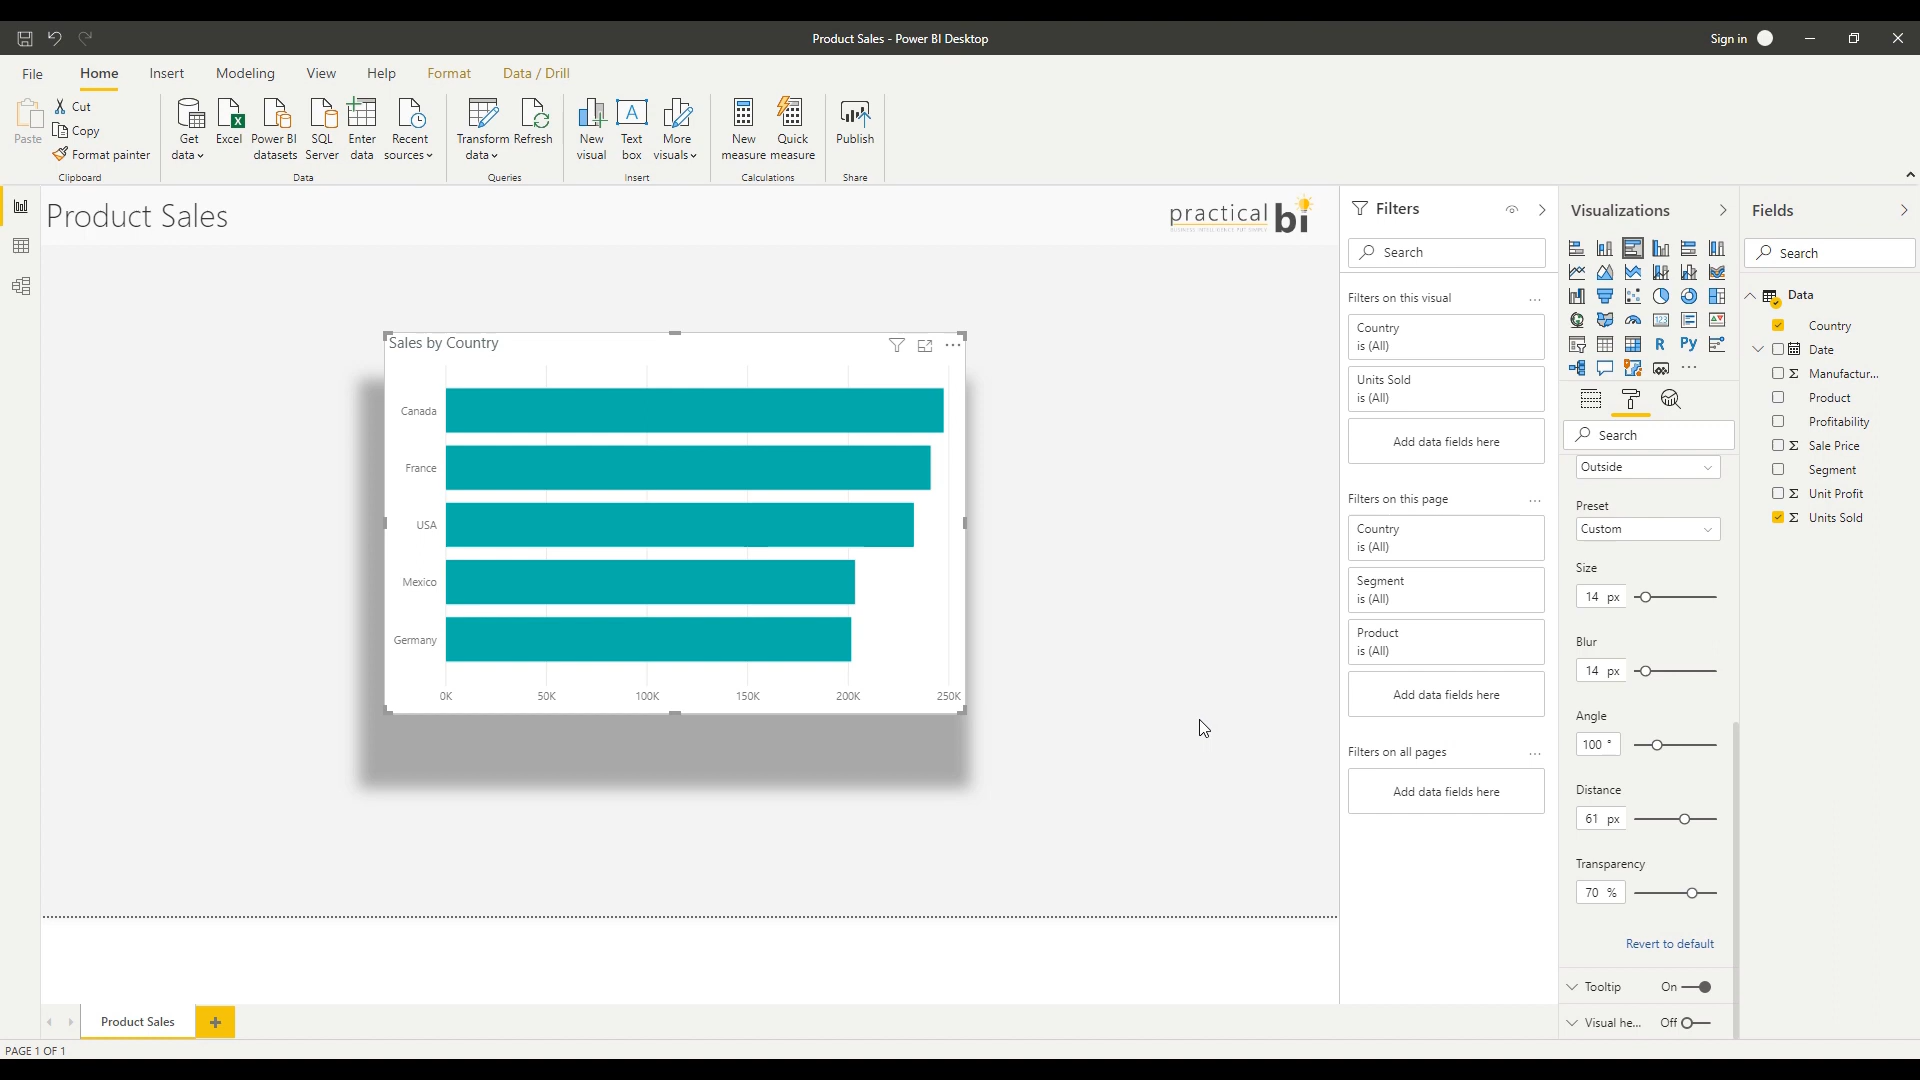 Product Sales - Power BI Desktop
Sign in
File
Home
Insert
Modeling
View
Help
Format
Data / Drill
Paste
Cut
Copy
Format painter
Clipboard
Get data
Excel
Power BI datasets
SQL Server
Enter data
Recent sources
Data
Transform data
Refresh
Queries
New visual
Text box
More visuals
Insert
New measure
Quick measure
Calculations
Publish
Share
Product Sales
practical bi
Sales by Country
Canada
France
USA
Mexico
Germany
0K
50K
100K
150K
200K
250K
Filters
Search
Filters on this visual
...
Country
is (All)
Units Sold
is (All)
Add data fields here
Filters on this page
...
Country
is (All)
Segment
is (All)
Product
is (All)
Add data fields here
Filters on all pages
...
Add data fields here
Visualizations
R
Py
123
...
Search
Outside
Preset
Custom
Size
14 px
Blur
14 px
Angle
100 °
Distance
61 px
Transparency
70 %
Revert to default
Tooltip
On
Visual he...
Off
Fields
Search
Data
Country
Date
Σ Manufactur...
Product
Profitability
Σ Sale Price
Segment
Σ Unit Profit
Σ Units Sold
Product Sales
PAGE 1 OF 1